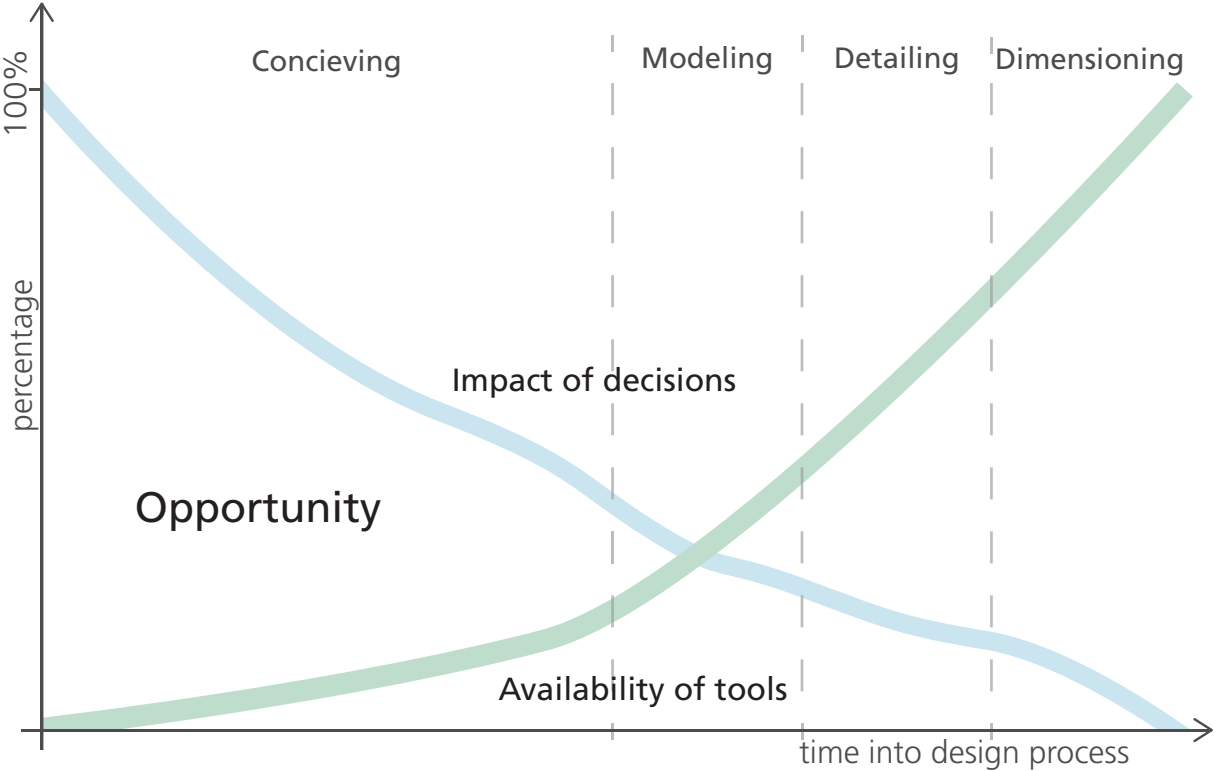 Concieving
Modeling
Detailing
Dimensioning
100%
percentage
Impact of decisions
Opportunity
Availability of tools
time into design process